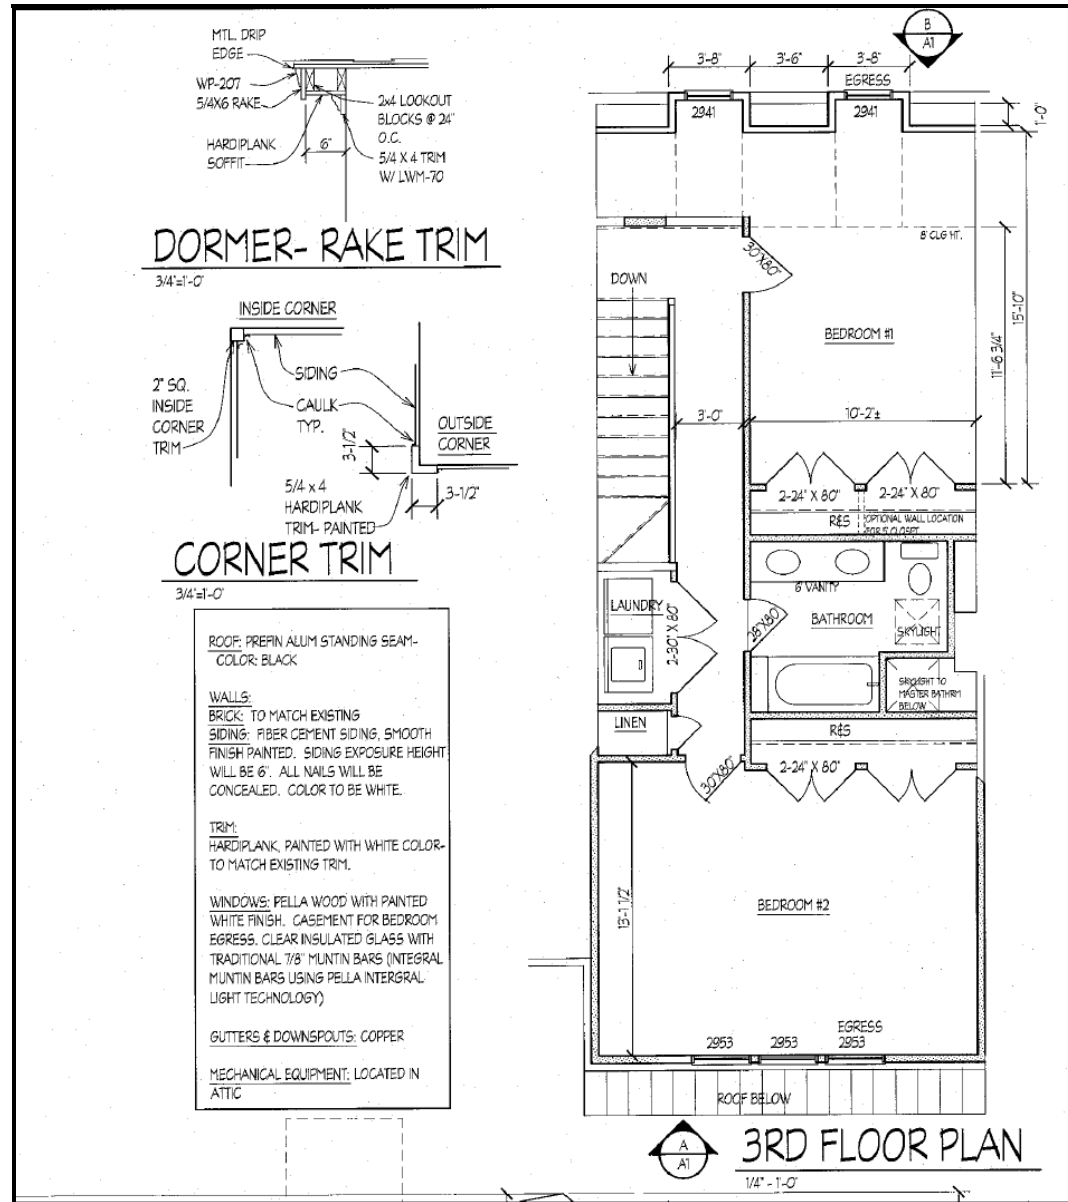 MTL. DRIP
EDGE
WP-207
5/4X6 RAKE
HARDIPLANK
SOFFIT
6"
2x4 LOOKOUT
BLOCKS @ 24"
O.C.
5/4 X 4 TRIM
W/ LWM-70
DORMER- RAKE TRIM
3/4"=1'-0"
INSIDE CORNER
2" SQ.
INSIDE
CORNER
TRIM
SIDING
CAULK
TYP.
OUTSIDE
CORNER
3-1/2"
3-1/2"
5/4 x 4
HARDIPLANK
TRIM- PAINTED
CORNER TRIM
3/4"=1'-0"
ROOF: PREFIN ALUM STANDING SEAM-
COLOR: BLACK
WALLS:
BRICK: TO MATCH EXISTING
SIDING: FIBER CEMENT SIDING, SMOOTH
FINISH PAINTED. SIDING EXPOSURE HEIGHT
WILL BE 6". ALL NAILS WILL BE
CONCEALED. COLOR TO BE WHITE.
TRIM:
HARDIPLANK, PAINTED WITH WHITE COLOR-
TO MATCH EXISTING TRIM.
WINDOWS: PELLA WOOD WITH PAINTED
WHITE FINISH. CASEMENT FOR BEDROOM
EGRESS. CLEAR INSULATED GLASS WITH
TRADITIONAL 7/8" MUNTIN BARS (INTEGRAL
MUNTIN BARS USING PELLA INTERGRAL
LIGHT TECHNOLOGY)
GUTTERS & DOWNSPOUTS: COPPER
MECHANICAL EQUIPMENT: LOCATED IN
ATTIC
B
A1
3'-8"
3'-6"
3'-8"
EGRESS
2941
2941
1'-0"
8' CLG HT.
30"X80"
DOWN
BEDROOM #1
15'-10"
11'-6 3/4"
3'-0"
10'-2"±
2-24" X 80"
2-24" X 80"
R&S
OPTIONAL WALL LOCATION
FOR 5' CLOSET
6' VANITY
LAUNDRY
2-30" X 80"
28"X80"
BATHROOM
SKYLIGHT
SKYLIGHT TO
MASTER BATHRM
BELOW
LINEN
R&S
30"X80"
2-24" X 80"
13'-1 1/2"
BEDROOM #2
EGRESS
2953
2953
2953
ROOF BELOW
A
A1
3RD FLOOR PLAN
1/4" - 1'-0"